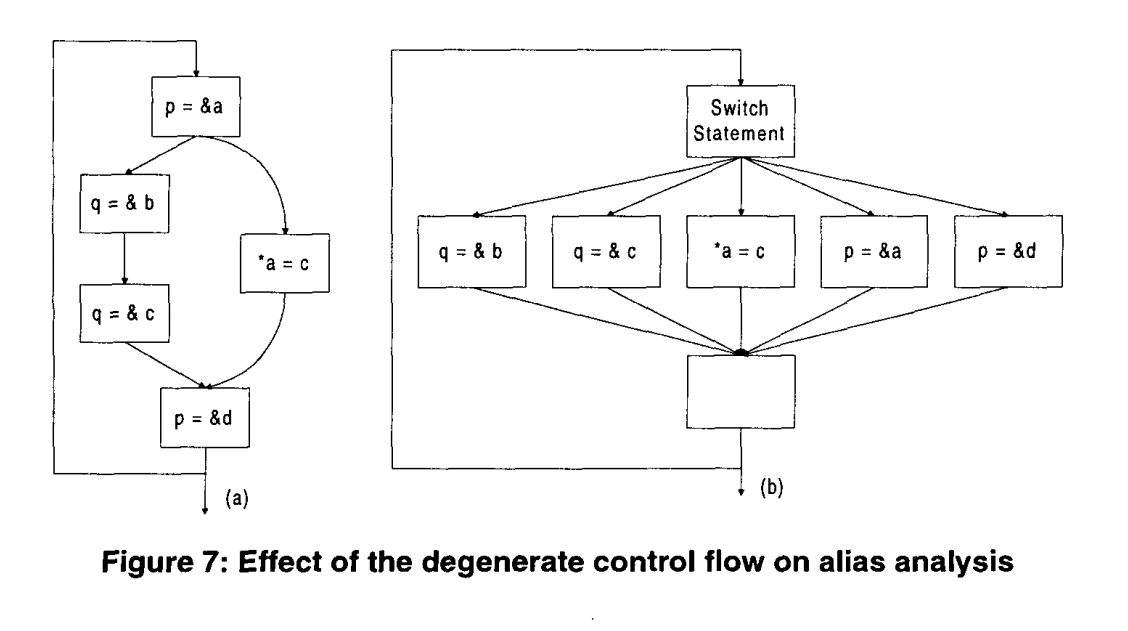 p = &a
q = & b
*a = c
q = & c
p = &d
(a)
Switch
Statement
q = & b
q = & c
*a = c
p = &a
p = &d
(b)
Figure 7: Effect of the degenerate control flow on alias analysis